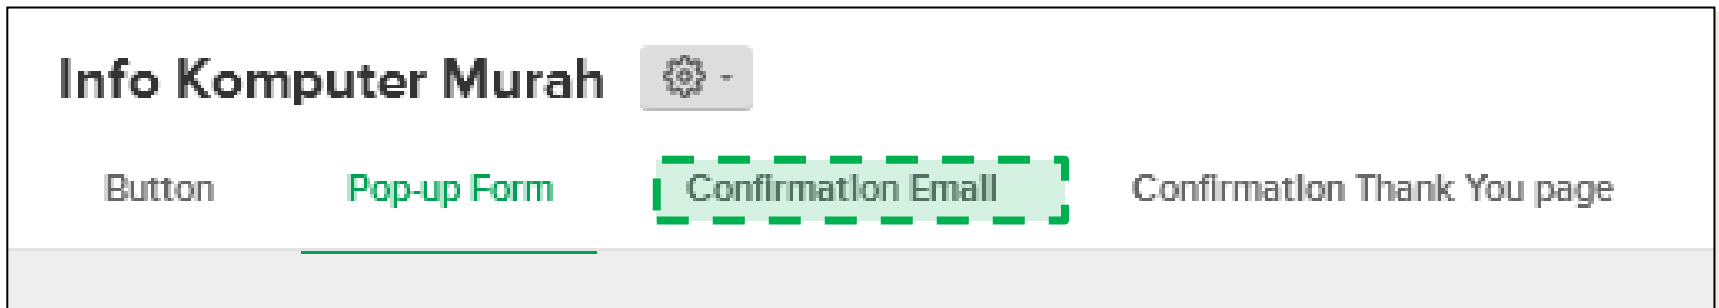 Info Komputer Murah
Button Pop-up Form Confirmation Email Confirmation Thank You page